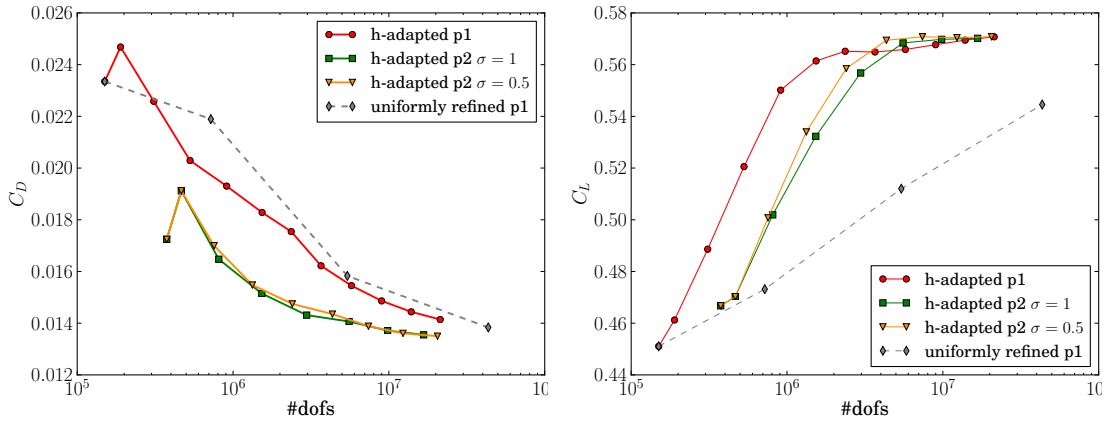 0.026
0.024
0.022
0.020
0.018
0.016
0.014
0.012
C_D
10^5
10^6
10^7
10^8
#dofs
h-adapted p1
h-adapted p2 σ = 1
h-adapted p2 σ = 0.5
uniformly refined p1
0.58
0.56
0.54
0.52
0.50
0.48
0.46
0.44
C_L
10^5
10^6
10^7
#dofs
h-adapted p1
h-adapted p2 σ = 1
h-adapted p2 σ = 0.5
uniformly refined p1